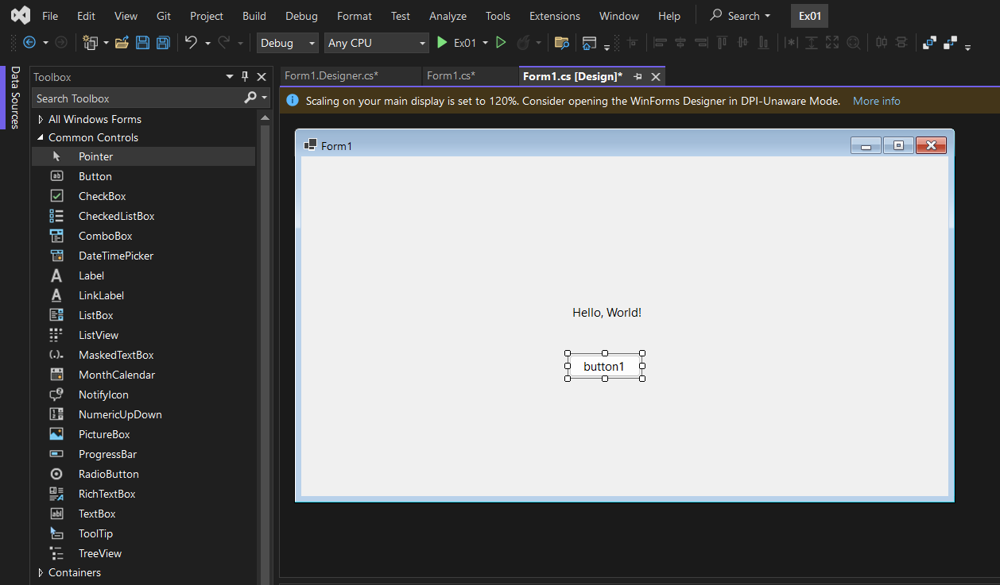 File Edit View Git Project Build Debug Format Test Analyze Tools Extensions Window Help Search Ex01
Debug Any CPU Ex01
Data Sources
Toolbox
Search Toolbox
All Windows Forms
Common Controls
Pointer
Button
CheckBox
CheckedListBox
ComboBox
DateTimePicker
Label
LinkLabel
ListBox
ListView
MaskedTextBox
MonthCalendar
NotifyIcon
NumericUpDown
PictureBox
ProgressBar
RadioButton
RichTextBox
TextBox
ToolTip
TreeView
Containers
Form1.Designer.cs* Form1.cs* Form1.cs [Design]*
Scaling on your main display is set to 120%. Consider opening the WinForms Designer in DPI-Unaware Mode. More info
Form1
Hello, World!
button1